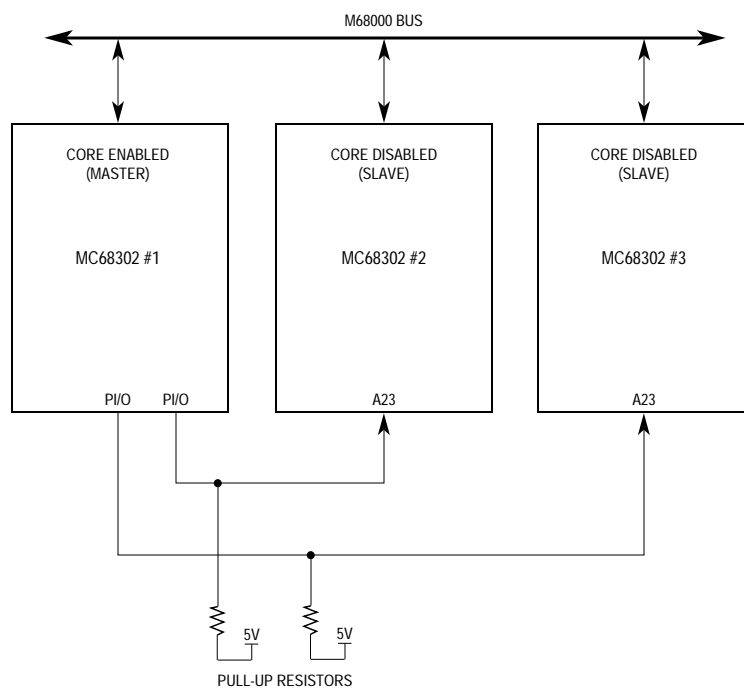 M68000 BUS
CORE ENABLED
(MASTER)
CORE DISABLED
(SLAVE)
CORE DISABLED
(SLAVE)
MC68302 #1
MC68302 #2
MC68302 #3
PI/O
PI/O
A23
A23
5V
5V
PULL-UP RESISTORS